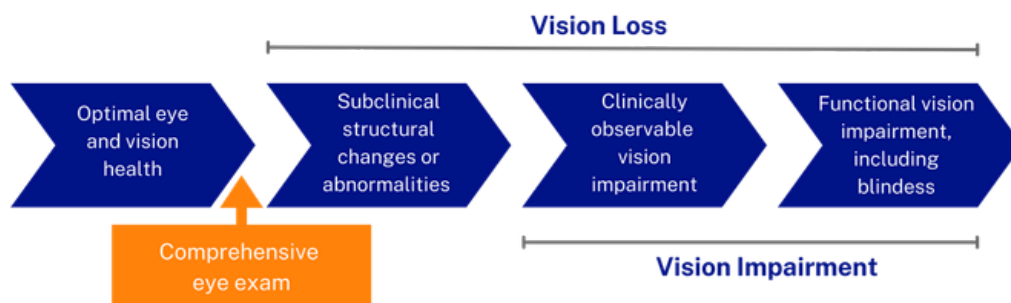 Vision Loss
Optimal eye
and vision
health
Subclinical
structural
changes or
abnormalities
Clinically
observable
vision
impairment
Functional vision
impairment,
including
blindess
Comprehensive
eye exam
Vision Impairment